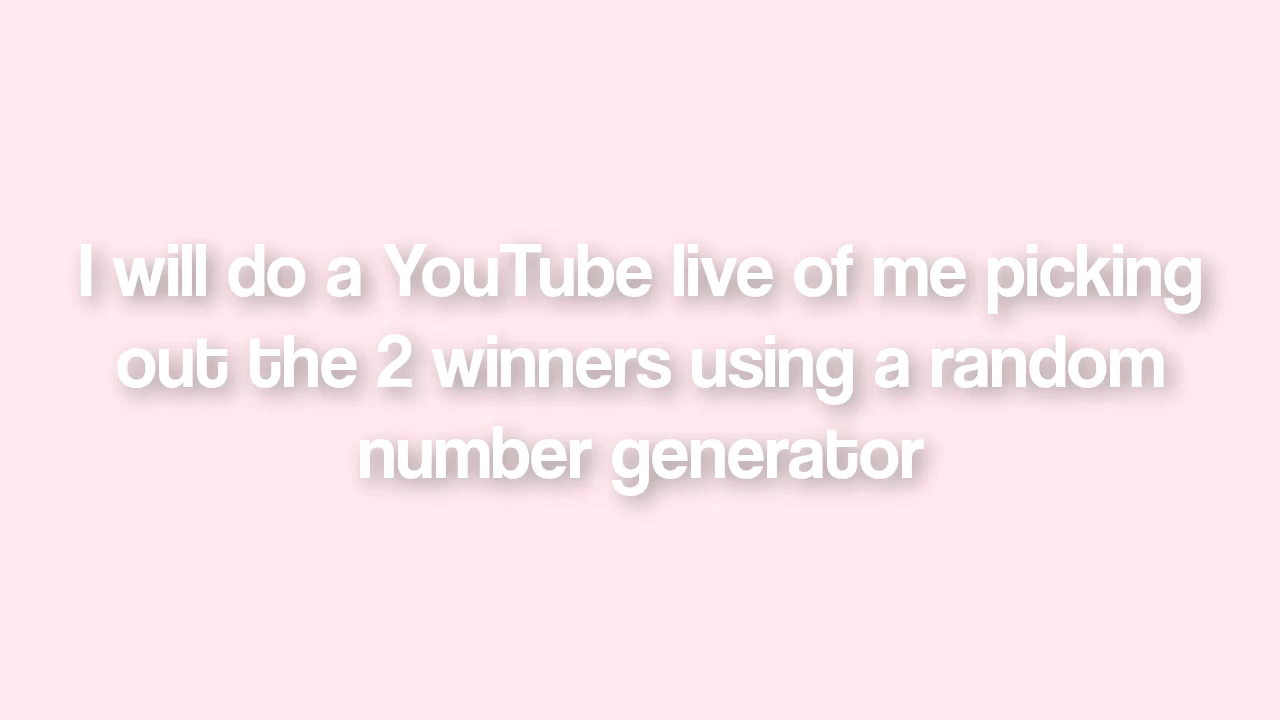 I will do a YouTube live of me picking
out the 2 winners using a random
number generator